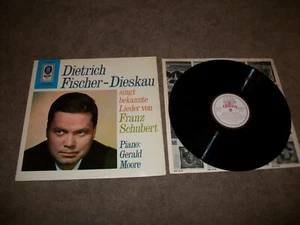 Dietrich
Fischer-Dieskau
singt
bekannte
Lieder von
Franz
Schubert
Piano:
Gerald
Moore